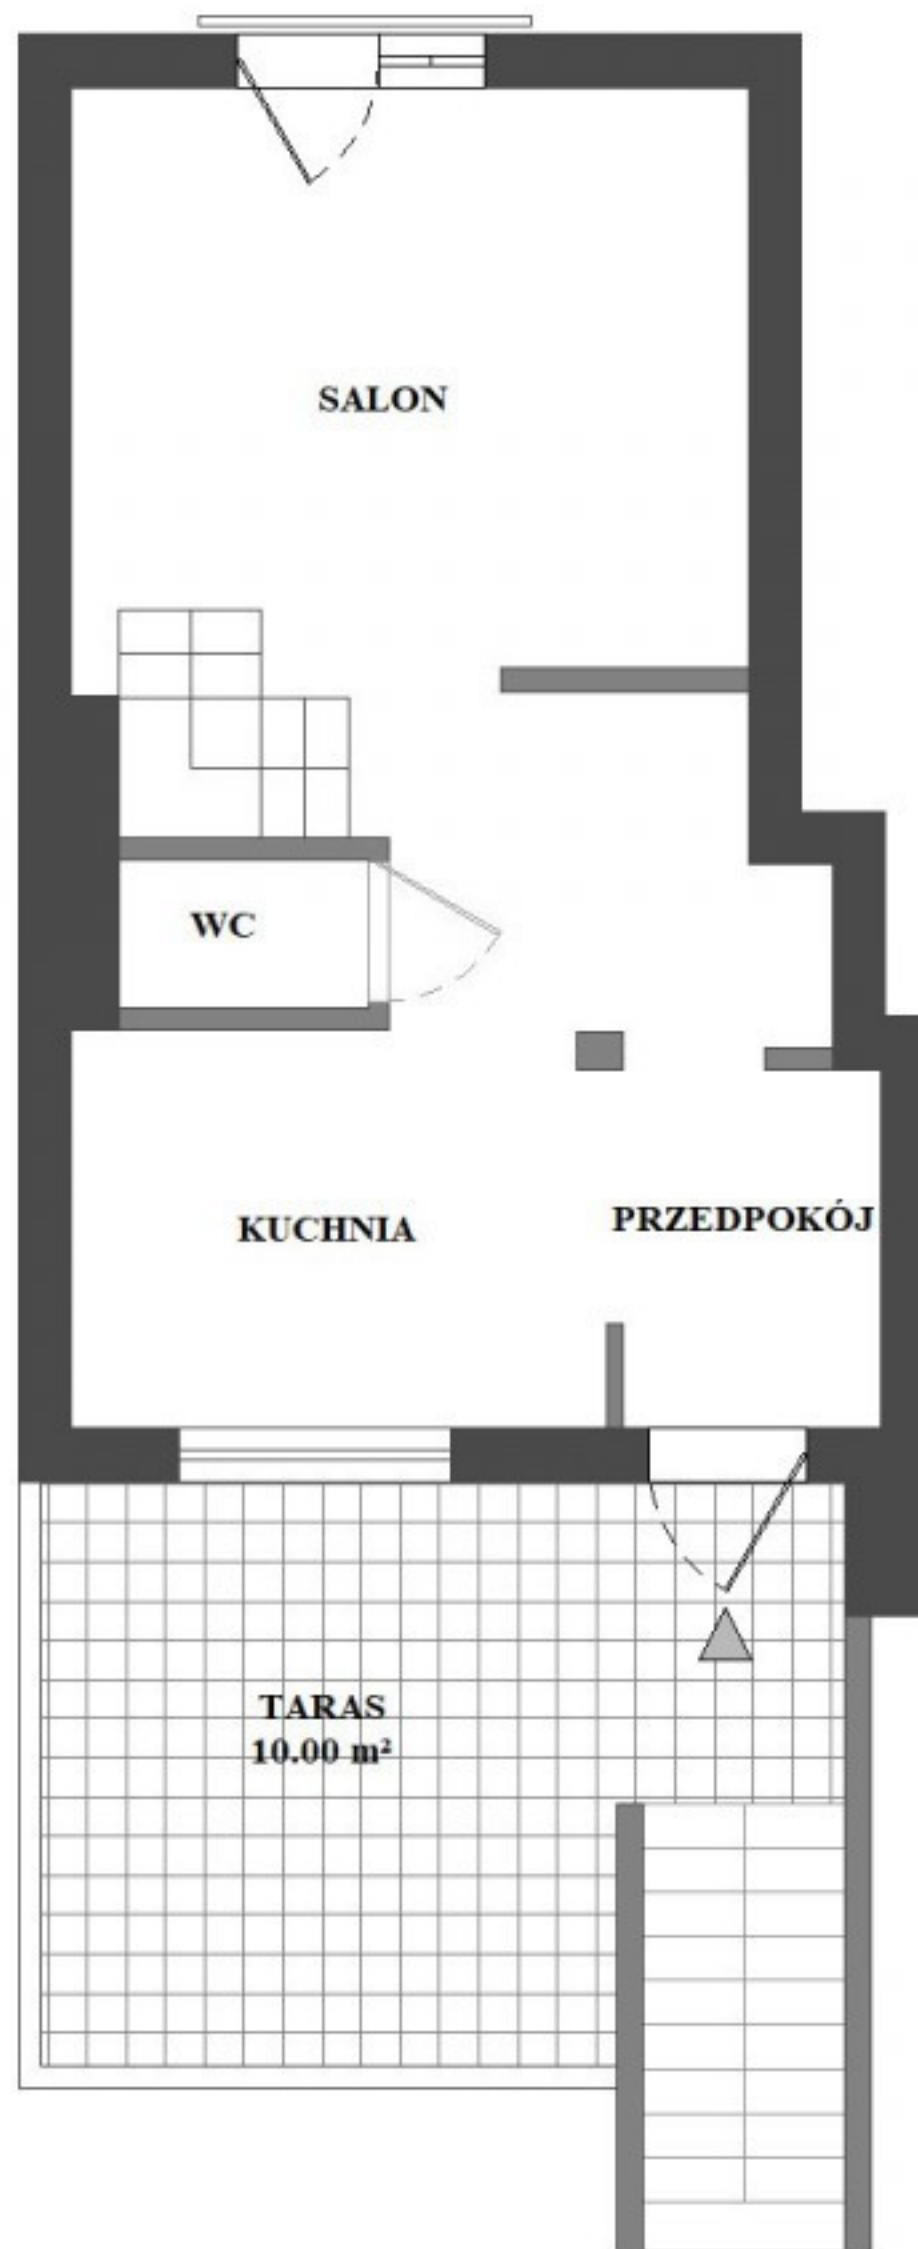 SALON
WC
KUCHNIA
PRZEDPOKÓJ
TARAS
10.00 m²